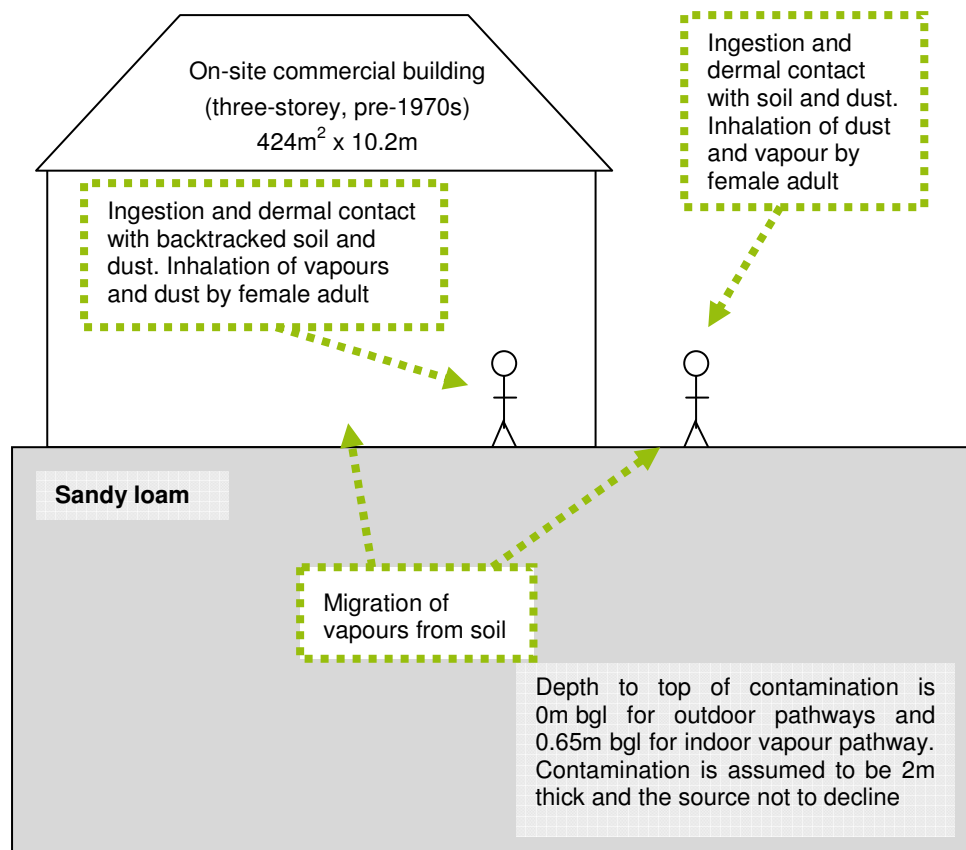 On-site commercial building
(three-storey, pre-1970s)
424m² x 10.2m
Ingestion and
dermal contact
with soil and dust.
Inhalation of dust
and vapour by
female adult
Ingestion and dermal contact
with backtracked soil and
dust. Inhalation of vapours
and dust by female adult
Sandy loam
Migration of
vapours from soil
Depth to top of contamination is
0m bgl for outdoor pathways and
0.65m bgl for indoor vapour pathway.
Contamination is assumed to be 2m
thick and the source not to decline